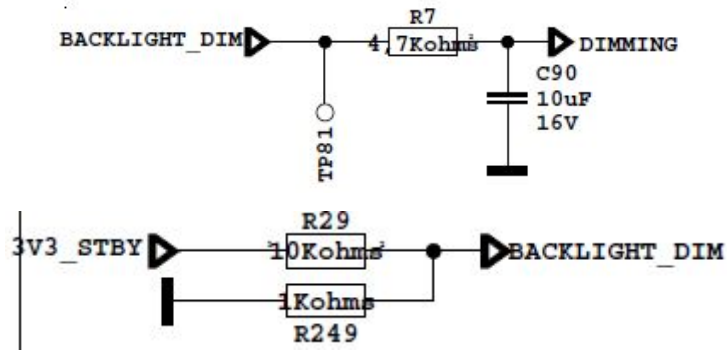 R7
BACKLIGHT_DIM
4,7Kohms
DIMMING
C90
10uF
16V
TP81
R29
3V3_STBY
10Kohms
BACKLIGHT_DIM
1Kohms
R249